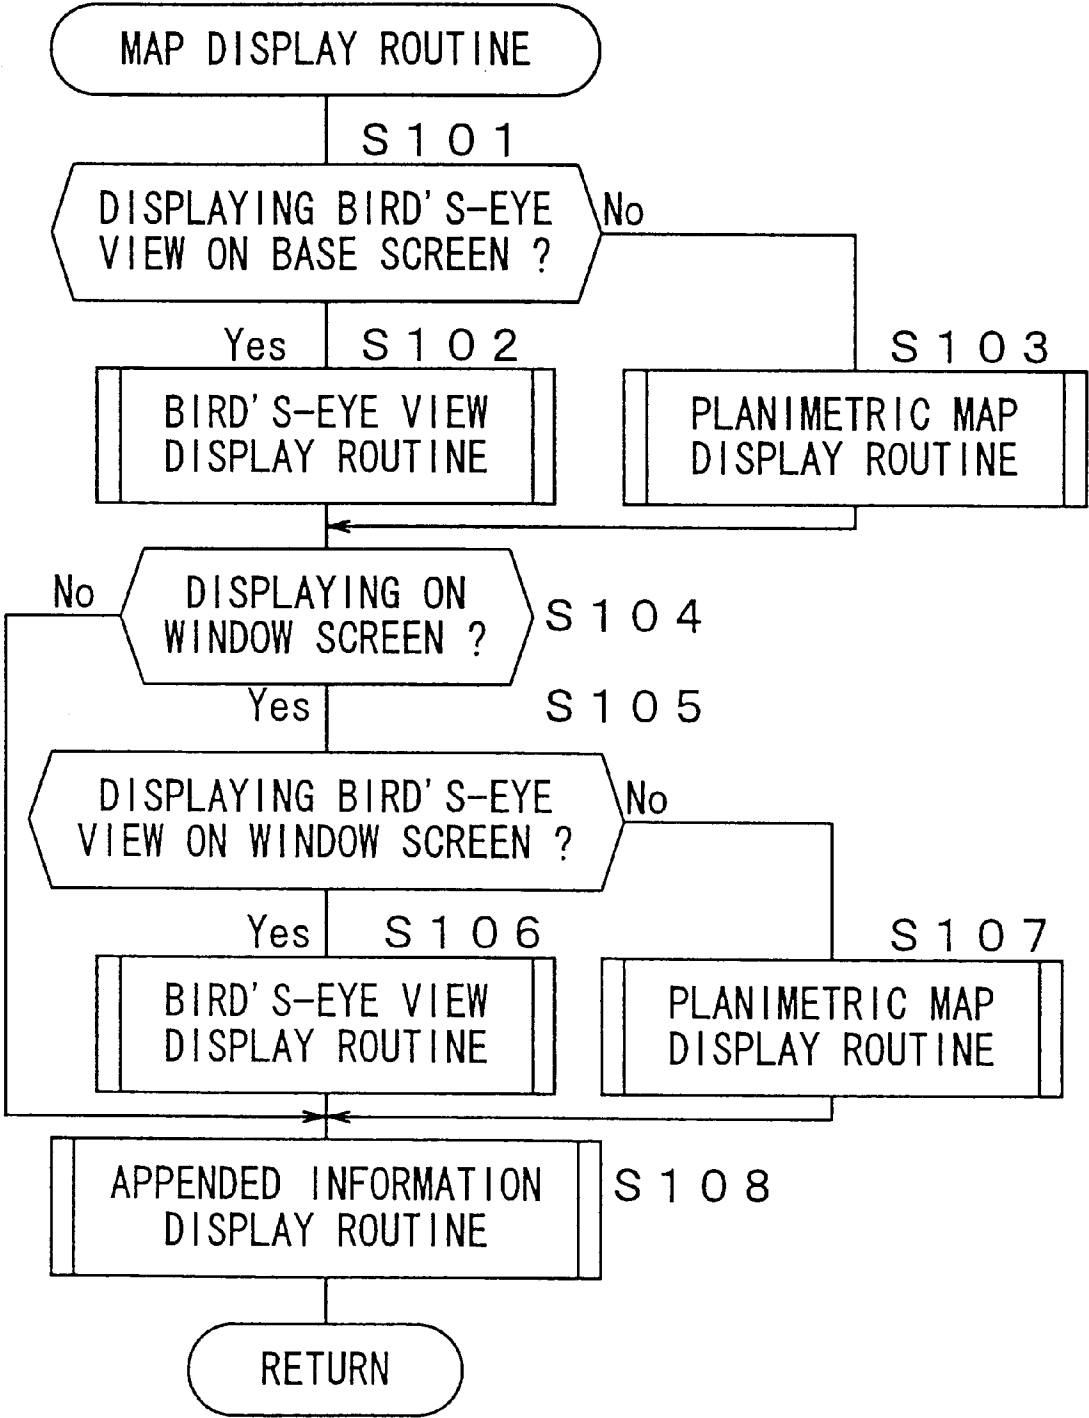 MAP DISPLAY ROUTINE
S101
DISPLAYING BIRD'S-EYE
VIEW ON BASE SCREEN ?
No
Yes
S102
S103
BIRD'S-EYE VIEW
DISPLAY ROUTINE
PLANIMETRIC MAP
DISPLAY ROUTINE
No
DISPLAYING ON
WINDOW SCREEN ?
S104
Yes
S105
DISPLAYING BIRD'S-EYE
VIEW ON WINDOW SCREEN ?
No
Yes
S106
S107
BIRD'S-EYE VIEW
DISPLAY ROUTINE
PLANIMETRIC MAP
DISPLAY ROUTINE
APPENDED INFORMATION
DISPLAY ROUTINE
S108
RETURN